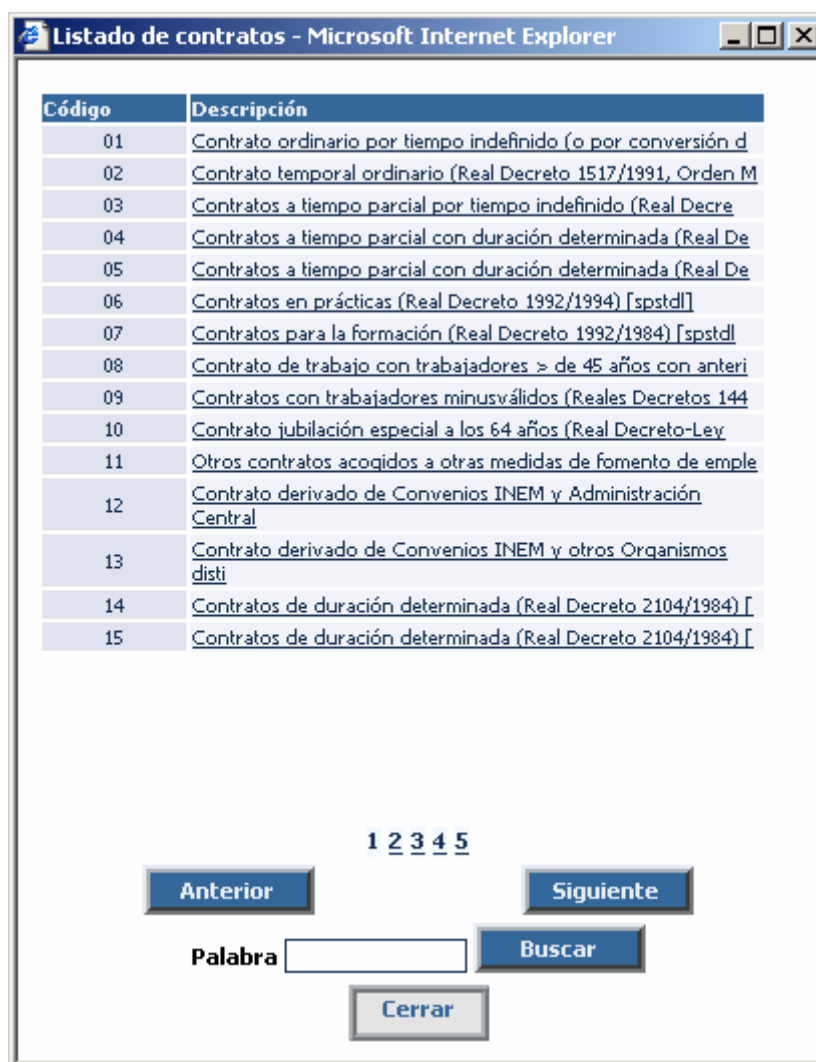 Listado de contratos - Microsoft Internet Explorer
Código Descripción
01 Contrato ordinario por tiempo indefinido (o por conversión d
02 Contrato temporal ordinario (Real Decreto 1517/1991, Orden M
03 Contratos a tiempo parcial por tiempo indefinido (Real Decre
04 Contratos a tiempo parcial con duración determinada (Real De
05 Contratos a tiempo parcial con duración determinada (Real De
06 Contratos en prácticas (Real Decreto 1992/1994) [spstdl]
07 Contratos para la formación (Real Decreto 1992/1984) [spstdl
08 Contrato de trabajo con trabajadores > de 45 años con anteri
09 Contratos con trabajadores minusválidos (Reales Decretos 144
10 Contrato jubilación especial a los 64 años (Real Decreto-Ley
11 Otros contratos acogidos a otras medidas de fomento de emple
12 Contrato derivado de Convenios INEM y Administración
Central
13 Contrato derivado de Convenios INEM y otros Organismos
disti
14 Contratos de duración determinada (Real Decreto 2104/1984) [
15 Contratos de duración determinada (Real Decreto 2104/1984) [
1 2 3 4 5
Anterior Siguiente
Palabra Buscar
Cerrar